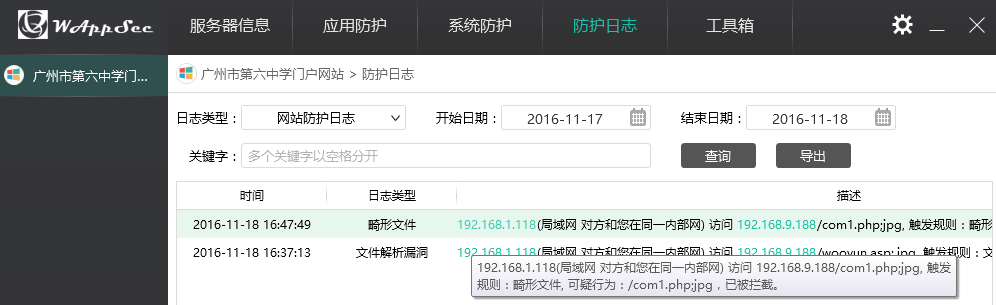 WAppSec 服务器信息 应用防护 系统防护 防护日志 工具箱
广州市第六中学门... 广州市第六中学门户网站 > 防护日志
日志类型： 网站防护日志 开始日期： 2016-11-17 结束日期： 2016-11-18
关键字： 多个关键字以空格分开 查询 导出
时间 日志类型 描述
2016-11-18 16:47:49 畸形文件 192.168.1.118(局域网 对方和您在同一内部网) 访问 192.168.9.188/com1.php;jpg, 触发规则：畸形
2016-11-18 16:37:13 文件解析漏洞 192.168.1.118(局域网 对方和您在同一内部网) 访问 192.168.9.188/wooyun.asp;.jpg, 触发规则：文
192.168.1.118(局域网 对方和您在同一内部网) 访问 192.168.9.188/com1.php;jpg, 触发
规则：畸形文件, 可疑行为：/com1.php;jpg，已被拦截。